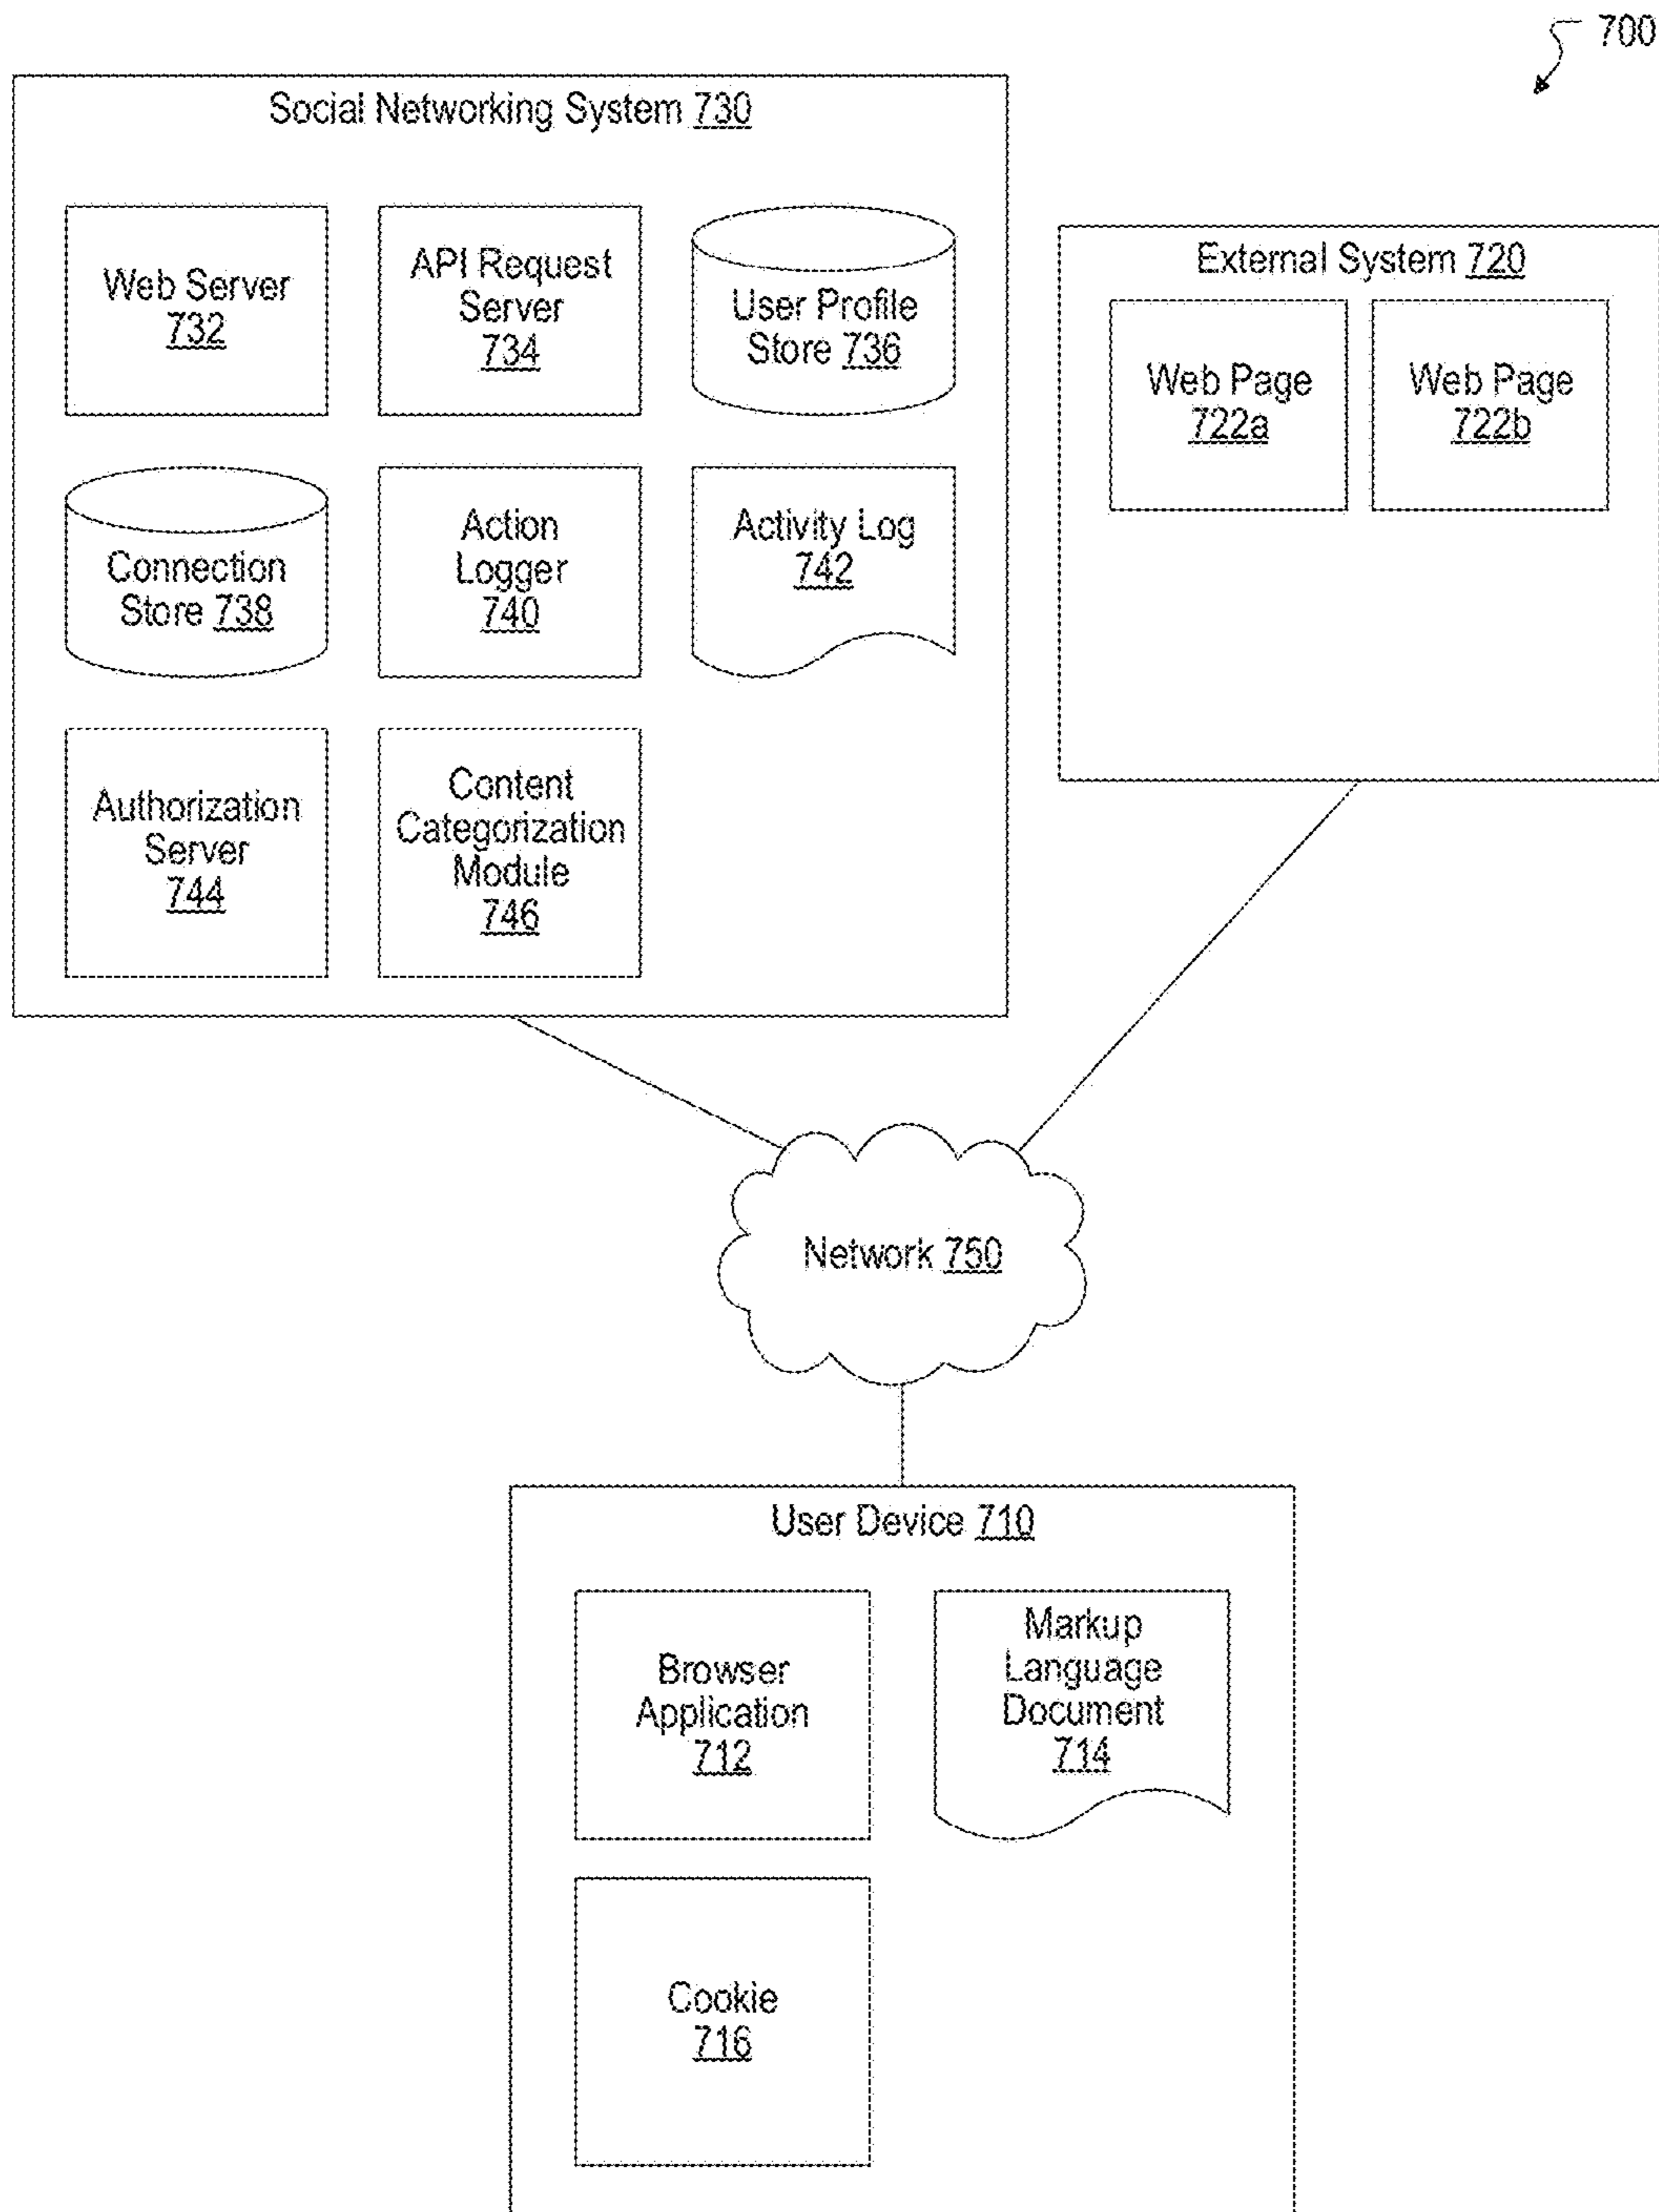 700
Social Networking System 730
Web Server
732
API Request
Server
734
User Profile
Store 736
Connection
Store 738
Action
Logger
740
Activity Log
742
Authorization
Server
744
Content
Categorization
Module
746
External System 720
Web Page
722a
Web Page
722b
Network 750
User Device 710
Browser
Application
712
Markup
Language
Document
714
Cookie
716